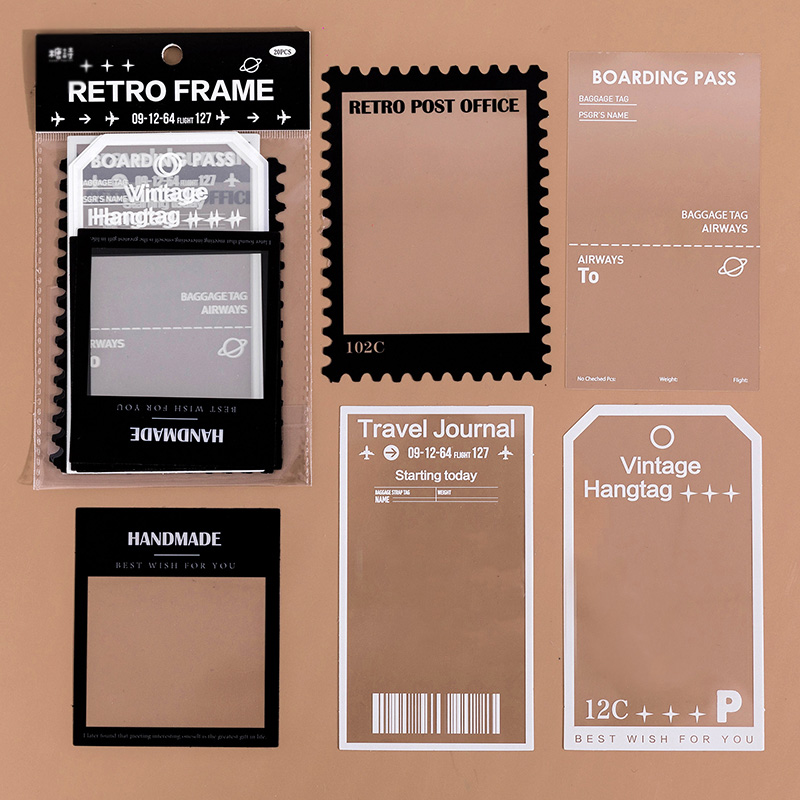 20PCS
RETRO FRAME
09-12-64 FLIGHT 127
BOARDING PASS
Vintage
Hangtag
BAGGAGE TAG
AIRWAYS
BEST WISH FOR YOU
HANDMADE
RETRO POST OFFICE
102C
BOARDING PASS
BAGGAGE TAG
PSGR'S NAME
BAGGAGE TAG
AIRWAYS
AIRWAYS
To
No Cheched Pcs: Weight: Flight:
HANDMADE
BEST WISH FOR YOU
I later found that greeting interesting oneself is the greatest gift in life.
Travel Journal
09-12-64 FLIGHT 127
Starting today
BAGGAGE STRAP TAG WEIGHT
NAME
Vintage
Hangtag
12C P
BEST WISH FOR YOU